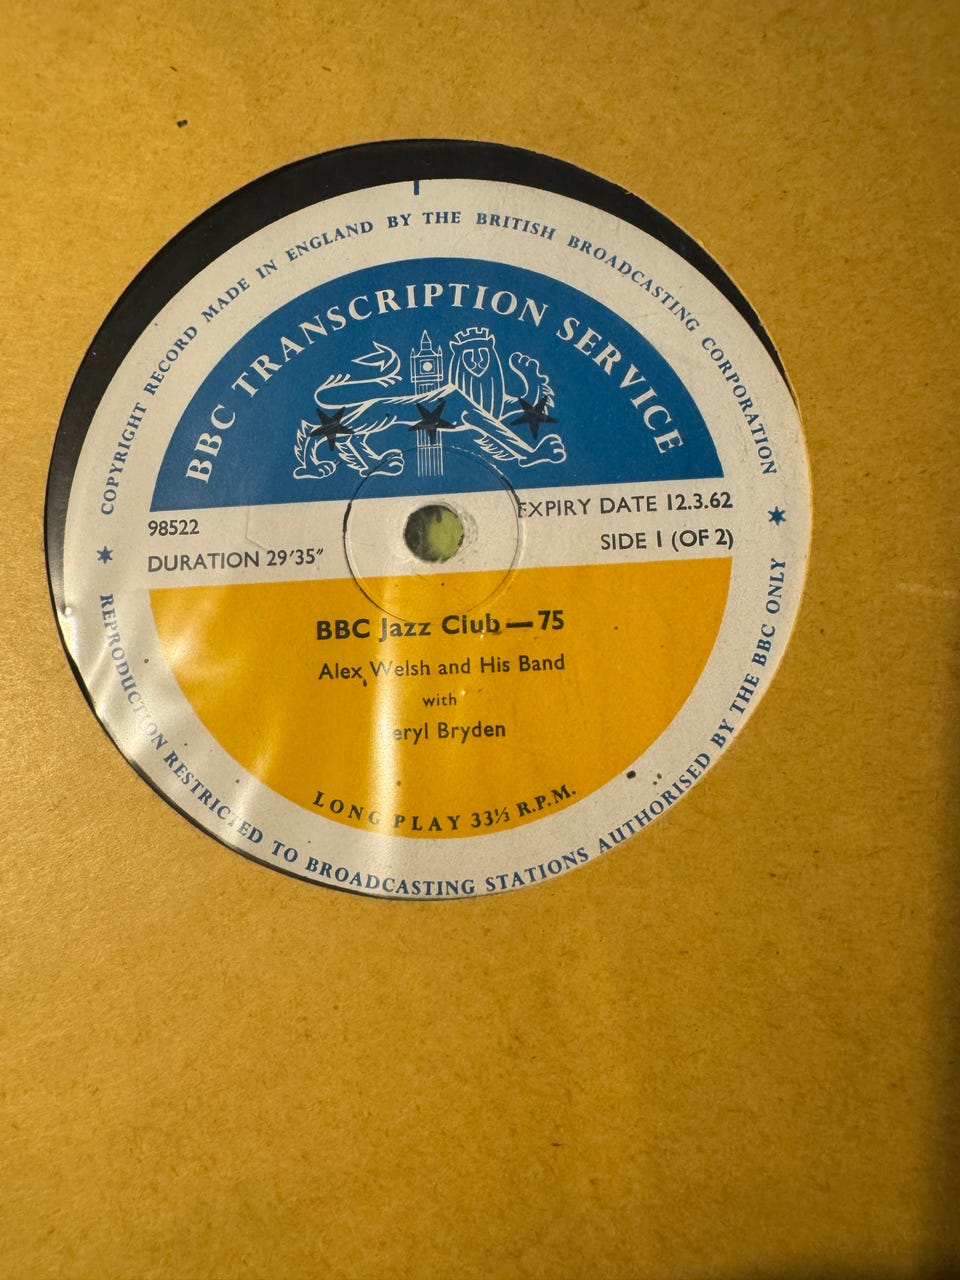 COPYRIGHT RECORD MADE IN ENGLAND BY THE BRITISH BROADCASTING CORPORATION
BBC TRANSCRIPTION SERVICE
98522
EXPIRY DATE 12.3.62
DURATION 29'35"
SIDE 1 (OF 2)
BBC Jazz Club — 75
Alex Welsh and His Band
with
eryl Bryden
LONG PLAY 33⅓ R.P.M.
REPRODUCTION RESTRICTED TO BROADCASTING STATIONS AUTHORISED BY THE BBC ONLY